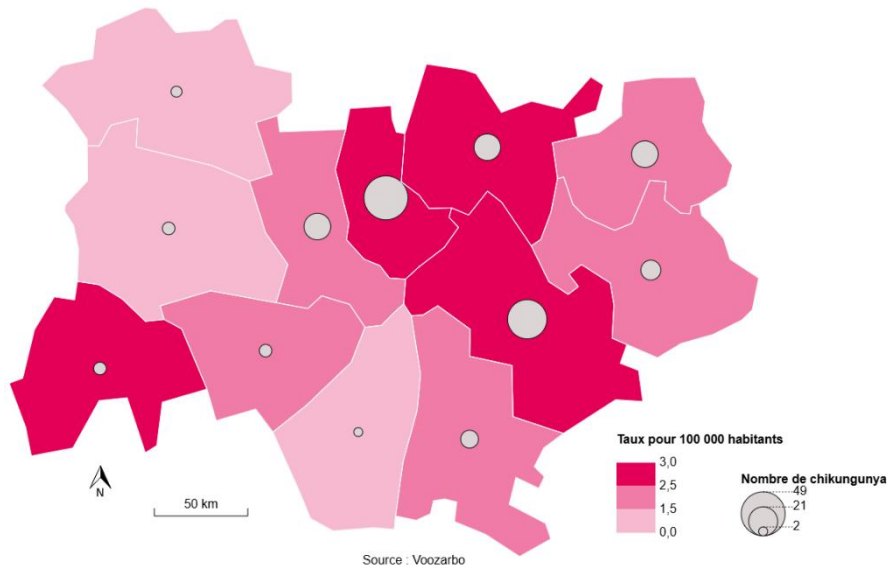 Taux pour 100 000 habitants
3,0
2,5
1,5
0,0
Nombre de chikungunya
49
21
2
N
50 km
Source : Voozarbo